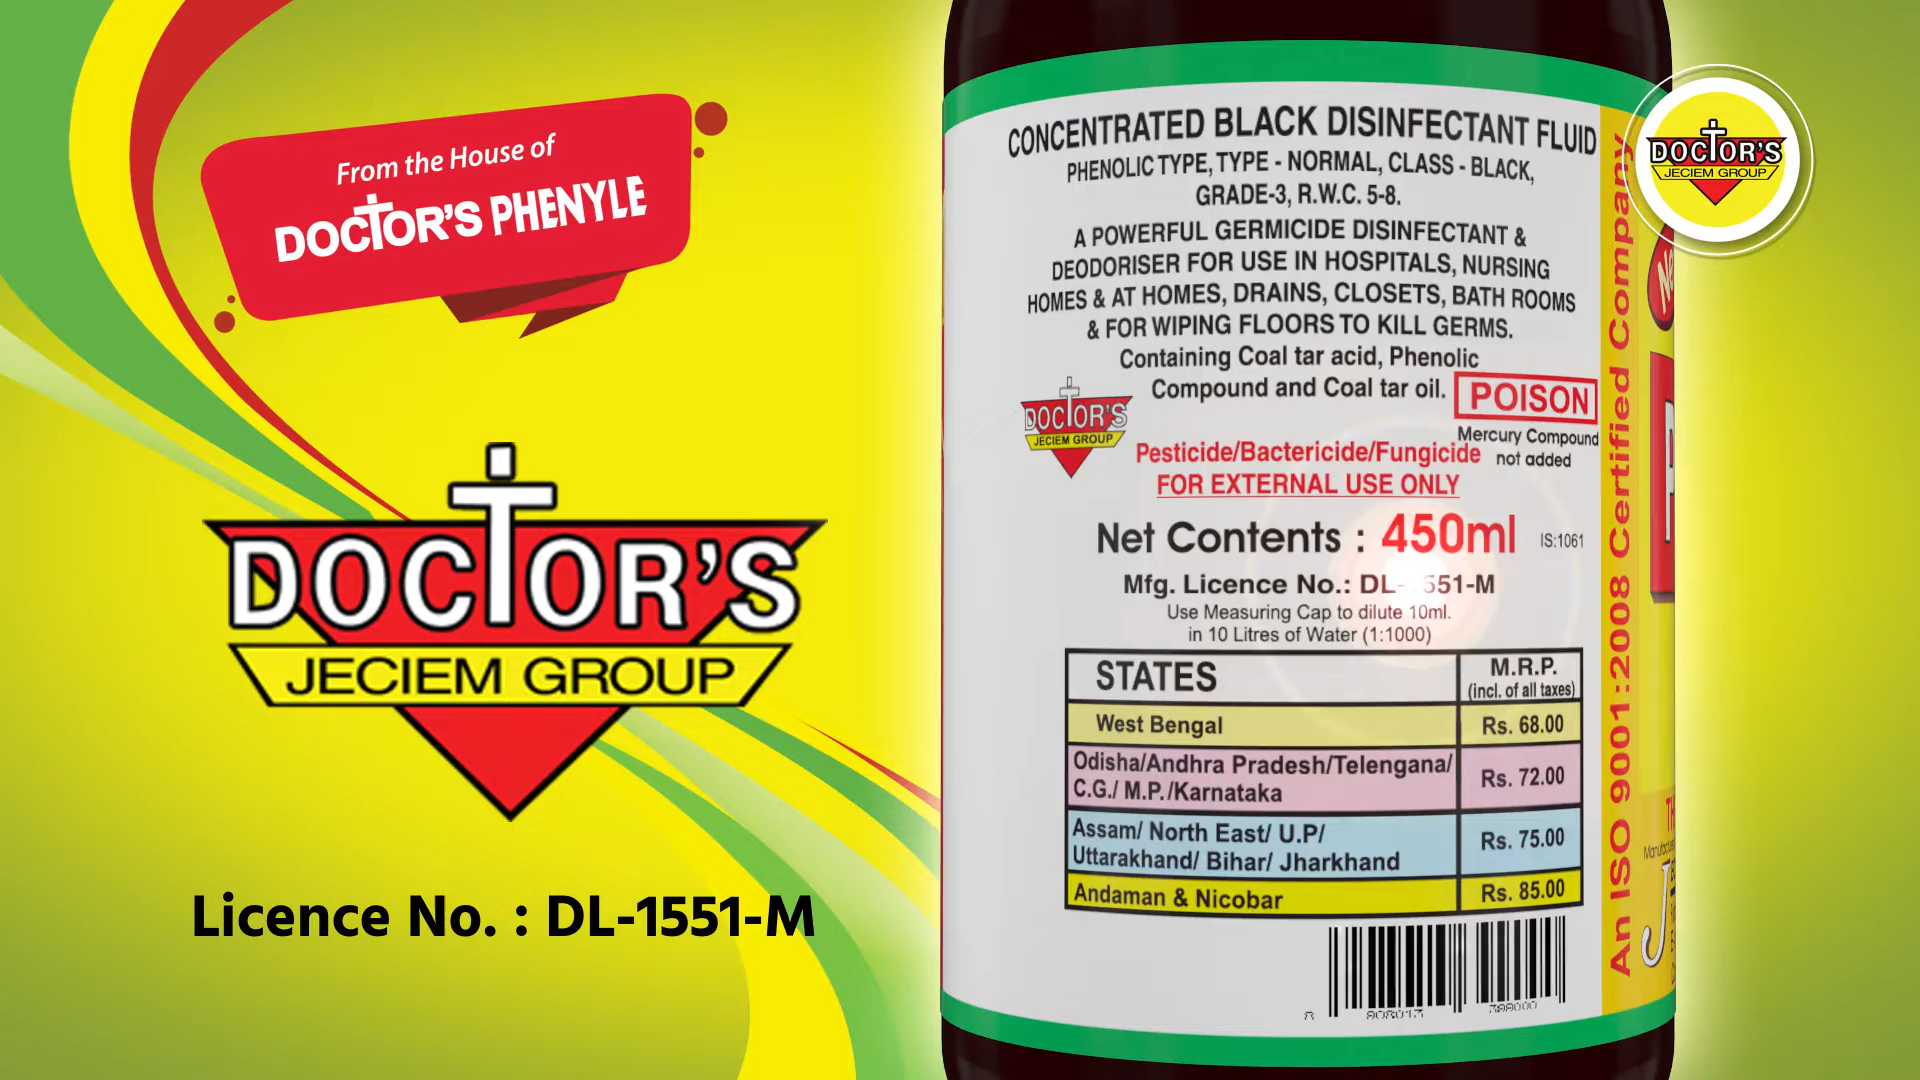 From the House of
DOCTOR'S PHENYLE
DOCTOR'S
JECIEM GROUP
Licence No. : DL-1551-M
CONCENTRATED BLACK DISINFECTANT FLUID
PHENOLIC TYPE, TYPE - NORMAL, CLASS - BLACK,
GRADE-3, R.W.C. 5-8.
A POWERFUL GERMICIDE DISINFECTANT &
DEODORISER FOR USE IN HOSPITALS, NURSING
HOMES & AT HOMES, DRAINS, CLOSETS, BATH ROOMS
& FOR WIPING FLOORS TO KILL GERMS.
Containing Coal tar acid, Phenolic
Compound and Coal tar oil.
POISON
Mercury Compound
not added
DOCTOR'S
JECIEM GROUP
Pesticide/Bactericide/Fungicide
FOR EXTERNAL USE ONLY
Net Contents : 450ml
IS:1061
Mfg. Licence No.: DL- 551-M
Use Measuring Cap to dilute 10ml.
in 10 Litres of Water (1:1000)
STATES M.R.P.
(incl. of all taxes)
West Bengal Rs. 68.00
Odisha/Andhra Pradesh/Telengana/
C.G./ M.P./Karnataka Rs. 72.00
Assam/ North East/ U.P/
Uttarakhand/ Bihar/ Jharkhand Rs. 75.00
Andaman & Nicobar Rs. 85.00
An ISO 9001:2008 Certified Company
DOCTOR'S
JECIEM GROUP